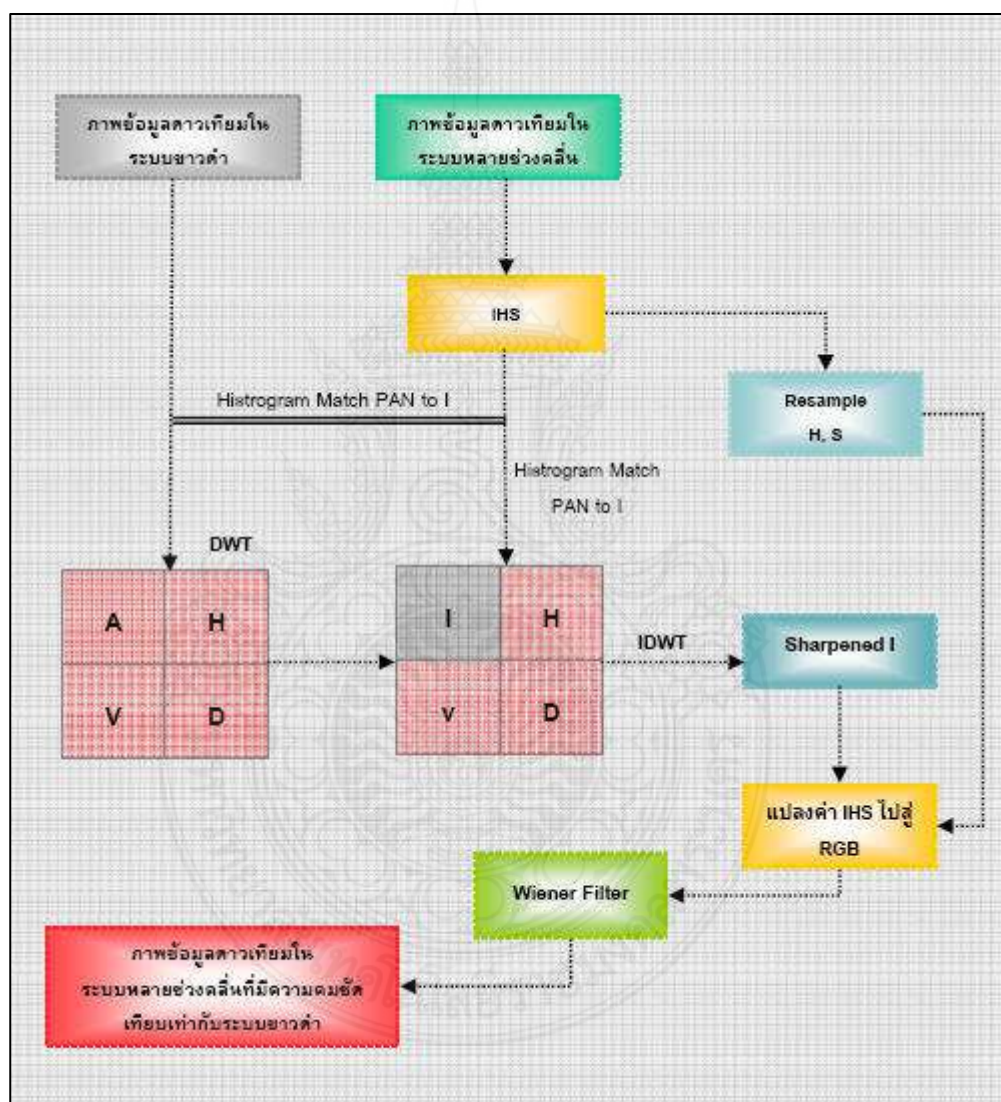 ภาพข้อมูลดาวเทียมใน
ระบบขาวดำ
ภาพข้อมูลดาวเทียมใน
ระบบหลายช่วงคลื่น
IHS
Histrogram Match PAN to I
Resample
H, S
Histrogram Match
PAN to I
DWT
A H
V D
I H
v D
IDWT
Sharpened I
แปลงค่า IHS ไปสู่
RGB
Wiener Filter
ภาพข้อมูลดาวเทียมใน
ระบบหลายช่วงคลื่นที่มีความคมชัด
เทียบเท่ากับระบบขาวดำ